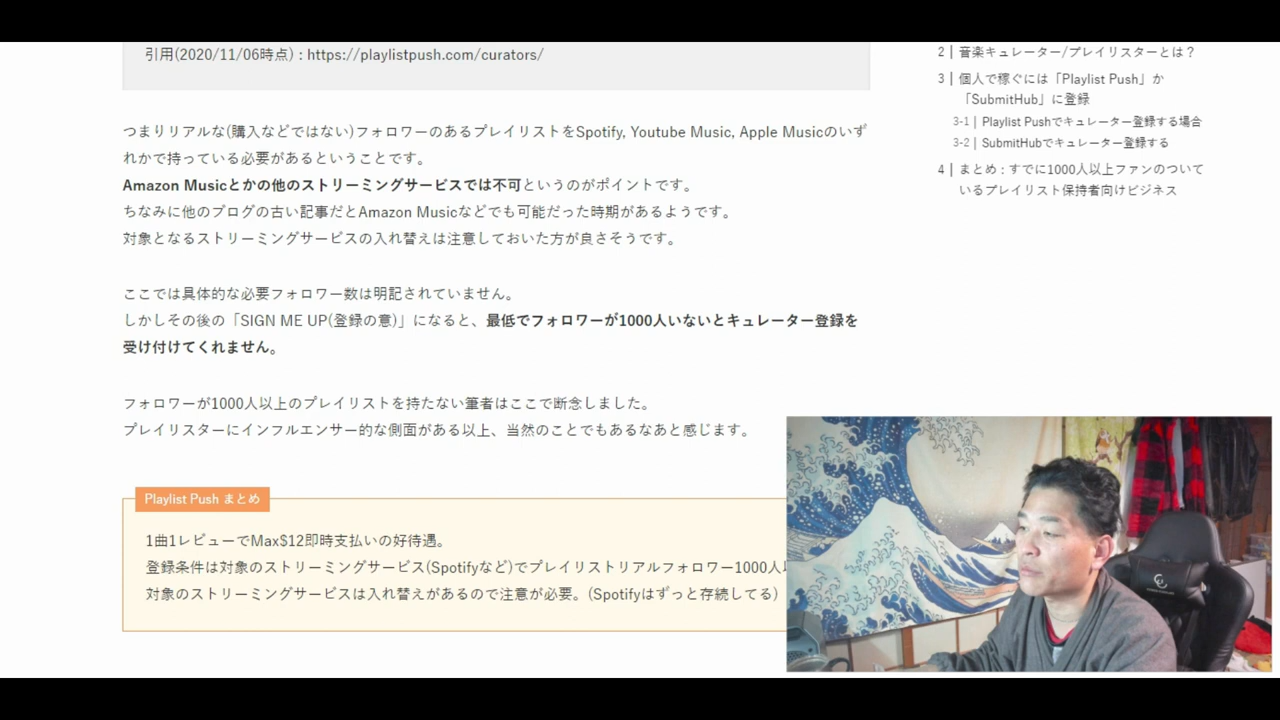 引用(2020/11/06時点) : https://playlistpush.com/curators/
つまりリアルな(購入などではない)フォロワーのあるプレイリストをSpotify, Youtube Music, Apple Musicのいず
れかで持っている必要があるということです。
Amazon Musicとかの他のストリーミングサービスでは不可というのがポイントです。
ちなみに他のブログの古い記事だとAmazon Musicなどでも可能だった時期があるようです。
対象となるストリーミングサービスの入れ替えは注意しておいた方が良さそうです。
ここでは具体的な必要フォロワー数は明記されていません。
しかしその後の「SIGN ME UP(登録の意)」になると、最低でフォロワーが1000人いないとキュレーター登録を
受け付けてくれません。
フォロワーが1000人以上のプレイリストを持たない筆者はここで断念しました。
プレイリスターにインフルエンサー的な側面がある以上、当然のことでもあるなあと感じます。
Playlist Push まとめ
1曲1レビューでMax$12即時支払いの好待遇。
登録条件は対象のストリーミングサービス(Spotifyなど)でプレイリストリアルフォロワー1000人
対象のストリーミングサービスは入れ替えがあるので注意が必要。(Spotifyはずっと存続してる)
2 音楽キュレーター/プレイリスターとは？
3 個人で稼ぐには「Playlist Push」か
「SubmitHub」に登録
3-1 Playlist Pushでキュレーター登録する場合
3-2 SubmitHubでキュレーター登録する
4 まとめ : すでに1000人以上ファンのついて
いるプレイリスト保持者向けビジネス